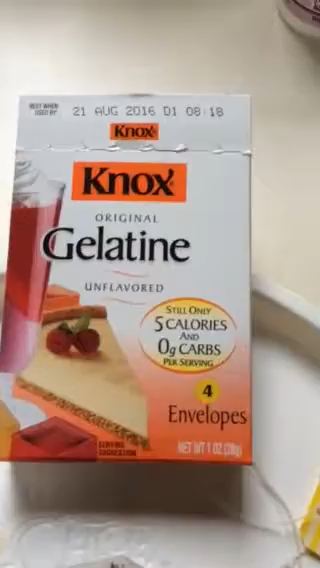 BEST WHEN
USED BY
21 AUG 2016 D1 08:18
Knox
Knox
ORIGINAL
Gelatine
UNFLAVORED
STILL ONLY
5 CALORIES
AND
0g CARBS
PER SERVING
4
Envelopes
SERVING
SUGGESTION
NET WT 1 OZ (28g)